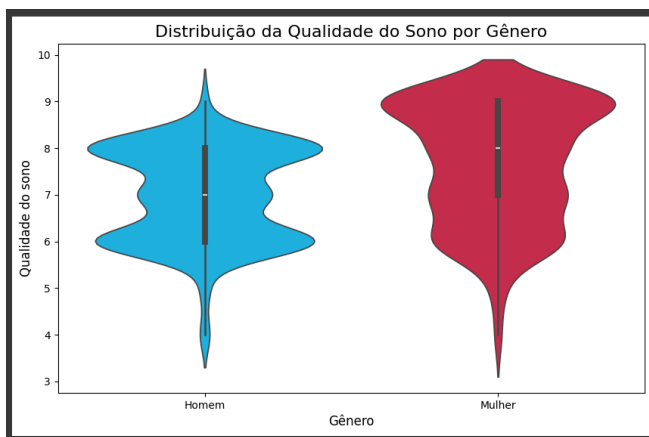 Distribuição da Qualidade do Sono por Gênero
10
9
8
7
6
5
4
3
Qualidade do sono
Homem
Mulher
Gênero